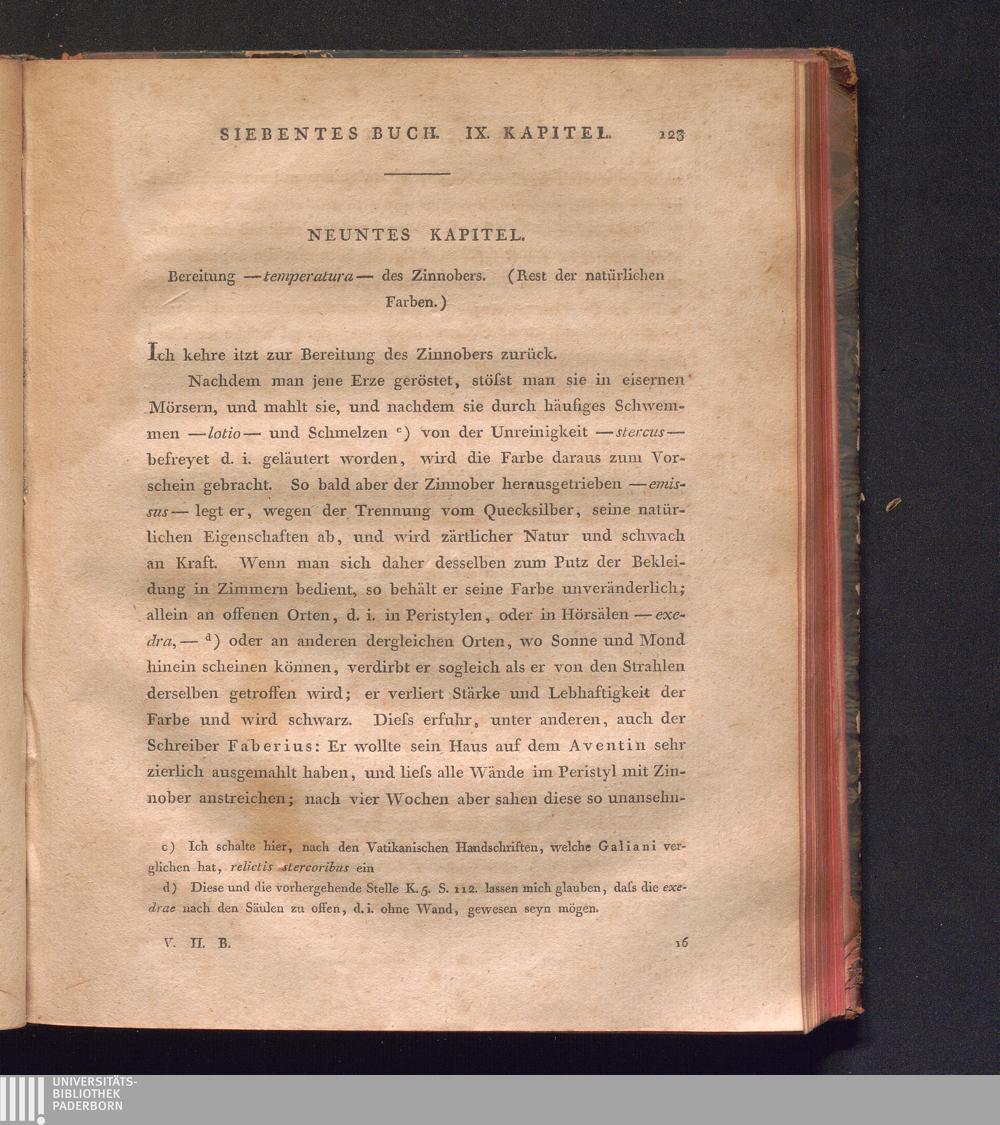 SIEBENTES BUCH. IX. KAPITEL. 123
NEUNTES KAPITEL.
Bereitung —temperatura— des Zinnobers. (Rest der natürlichen
Farben.)
Ich kehre itzt zur Bereitung des Zinnobers zurück.
Nachdem man jene Erze geröstet, stöſst man sie in eisernen
Mörsern, und mahlt sie, und nachdem sie durch häufiges Schwem-
men —lotio— und Schmelzen c) von der Unreinigkeit —stercus—
befreyet d. i. geläutert worden, wird die Farbe daraus zum Vor-
schein gebracht. So bald aber der Zinnober herausgetrieben —emis-
sus— legt er, wegen der Trennung vom Quecksilber, seine natür-
lichen Eigenschaften ab, und wird zärtlicher Natur und schwach
an Kraft. Wenn man sich daher desselben zum Putz der Beklei-
dung in Zimmern bedient, so behält er seine Farbe unveränderlich;
allein an offenen Orten, d. i. in Peristylen, oder in Hörsälen —exe-
dra,— d) oder an anderen dergleichen Orten, wo Sonne und Mond
hinein scheinen können, verdirbt er sogleich als er von den Strahlen
derselben getroffen wird; er verliert Stärke und Lebhaftigkeit der
Farbe und wird schwarz. Dieſs erfuhr, unter anderen, auch der
Schreiber Faberius: Er wollte sein Haus auf dem Aventin sehr
zierlich ausgemahlt haben, und lieſs alle Wände im Peristyl mit Zin-
nober anstreichen; nach vier Wochen aber sahen diese so unansehn-
c) Ich schalte hier, nach den Vatikanischen Handschriften, welche Galiani ver-
glichen hat, relictis stercoribus ein
d) Diese und die vorhergehende Stelle K. 5. S. 112. lassen mich glauben, daſs die exe-
drae nach den Säulen zu offen, d. i. ohne Wand, gewesen seyn mögen.
V. II. B. 16
UNIVERSITÄTS-
BIBLIOTHEK
PADERBORN